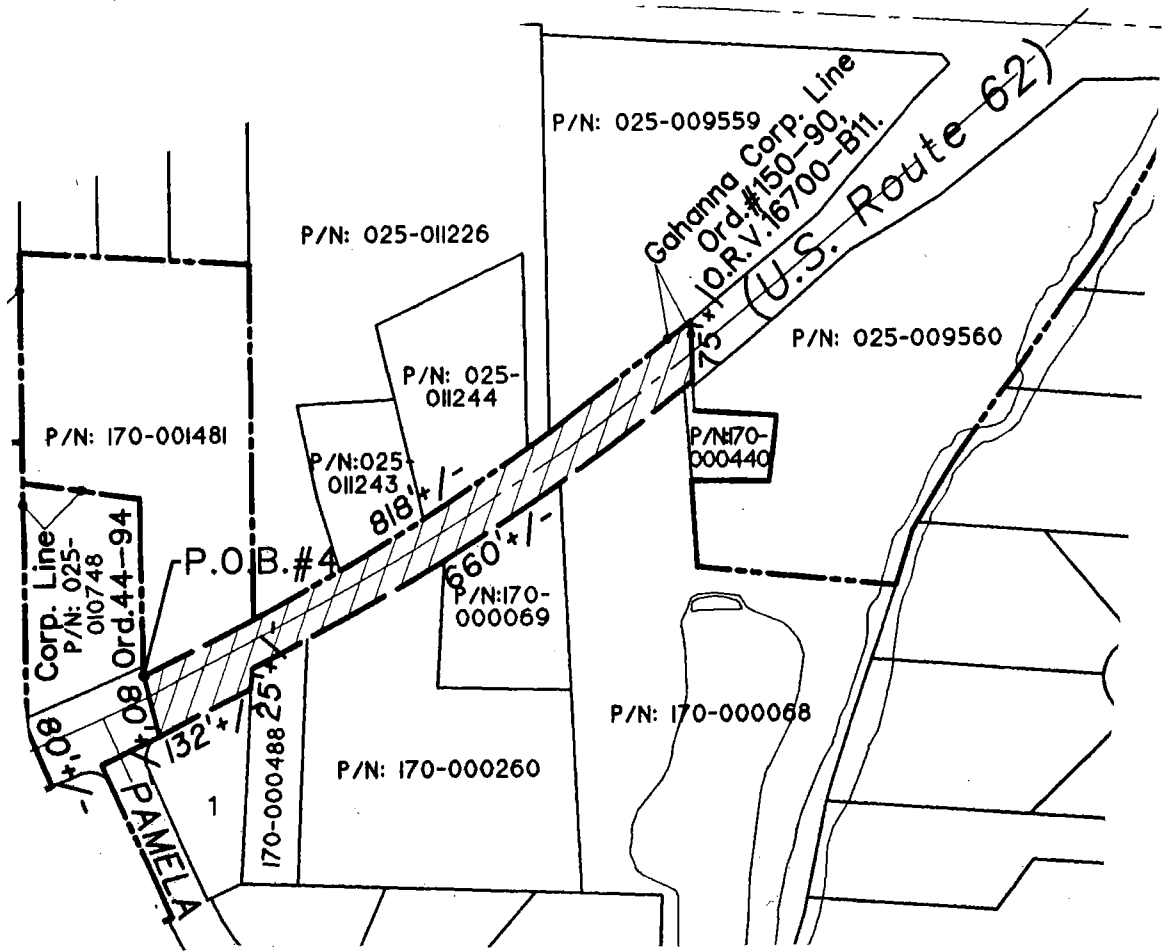 P/N: 025-009559
Gahanna Corp. Line
Ord.#150-90,
O.R.V.16700-B11.
(U.S. Route 62)
P/N: 025-011226
P/N: 025-
011244
75'+/-
P/N: 025-009560
P/N: 170-001481
P/N:025-
011243
P/N:170-
000440
818'+/-
Corp. Line
P/N: 025-
010748
Ord.44-94
P.O.B.#4
660'+/-
P/N:170-
000069
80'+/-
80'+/-
132'+/-
25'+/-
170-000488
P/N: 170-000260
P/N: 170-000068
1
PAMELA